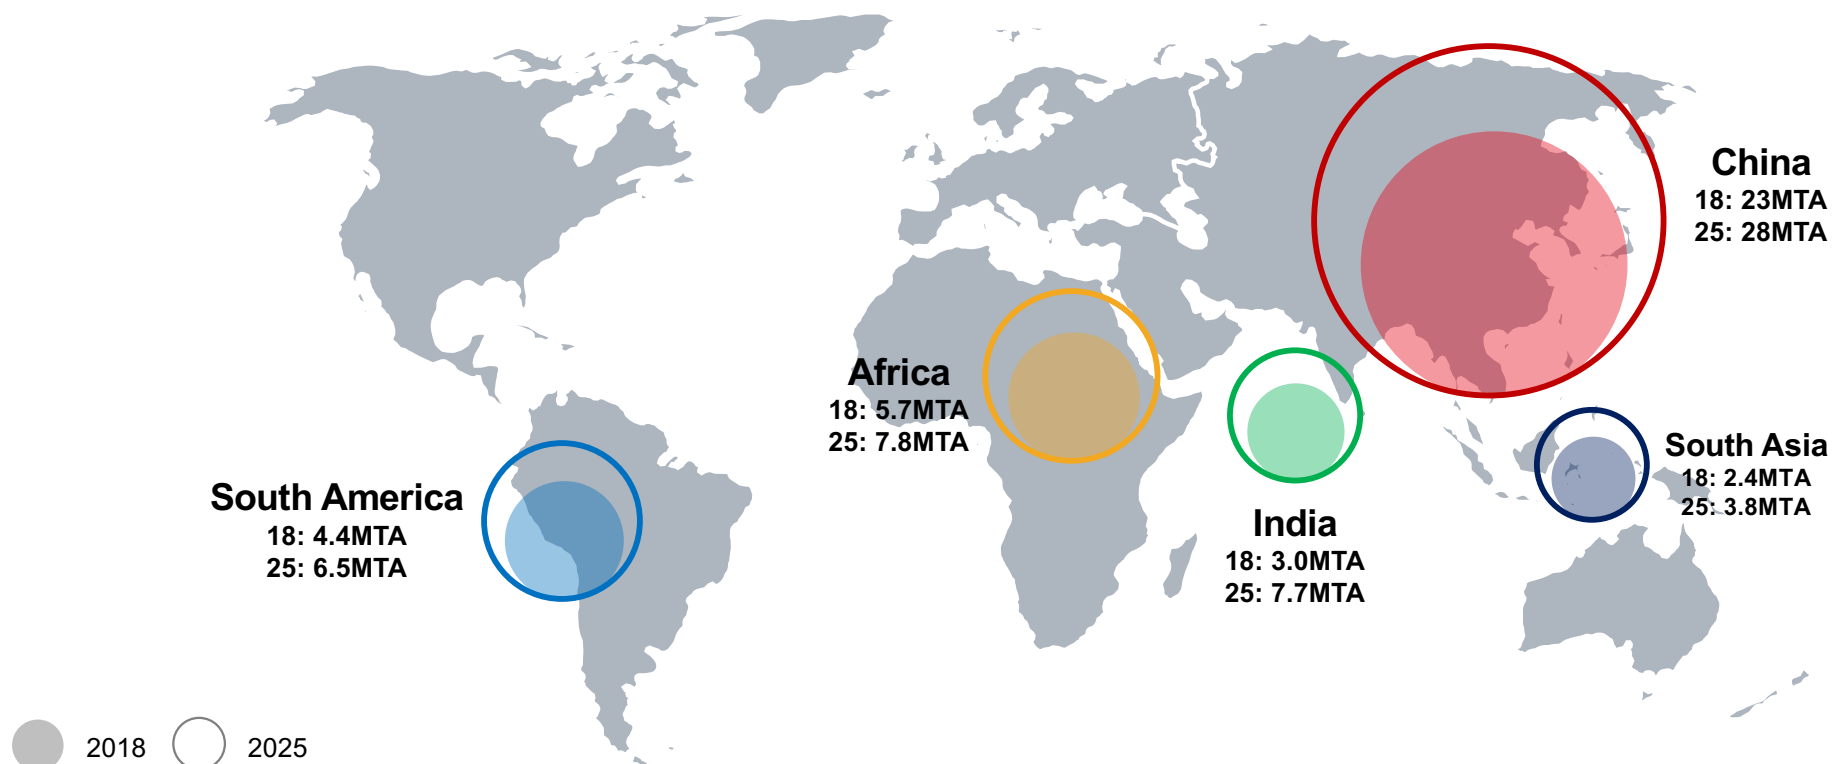 China
18: 23MTA
25: 28MTA
Africa
18: 5.7MTA
25: 7.8MTA
South Asia
18: 2.4MTA
25: 3.8MTA
South America
18: 4.4MTA
25: 6.5MTA
India
18: 3.0MTA
25: 7.7MTA
2018
2025